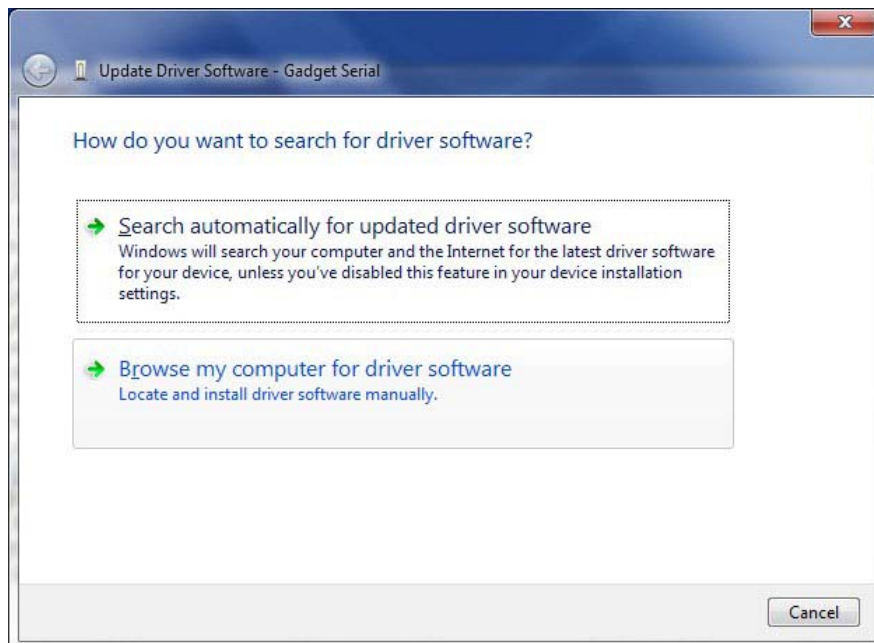 x
Update Driver Software - Gadget Serial
How do you want to search for driver software?
Search automatically for updated driver software
Windows will search your computer and the Internet for the latest driver software
for your device, unless you've disabled this feature in your device installation
settings.
Browse my computer for driver software
Locate and install driver software manually.
Cancel